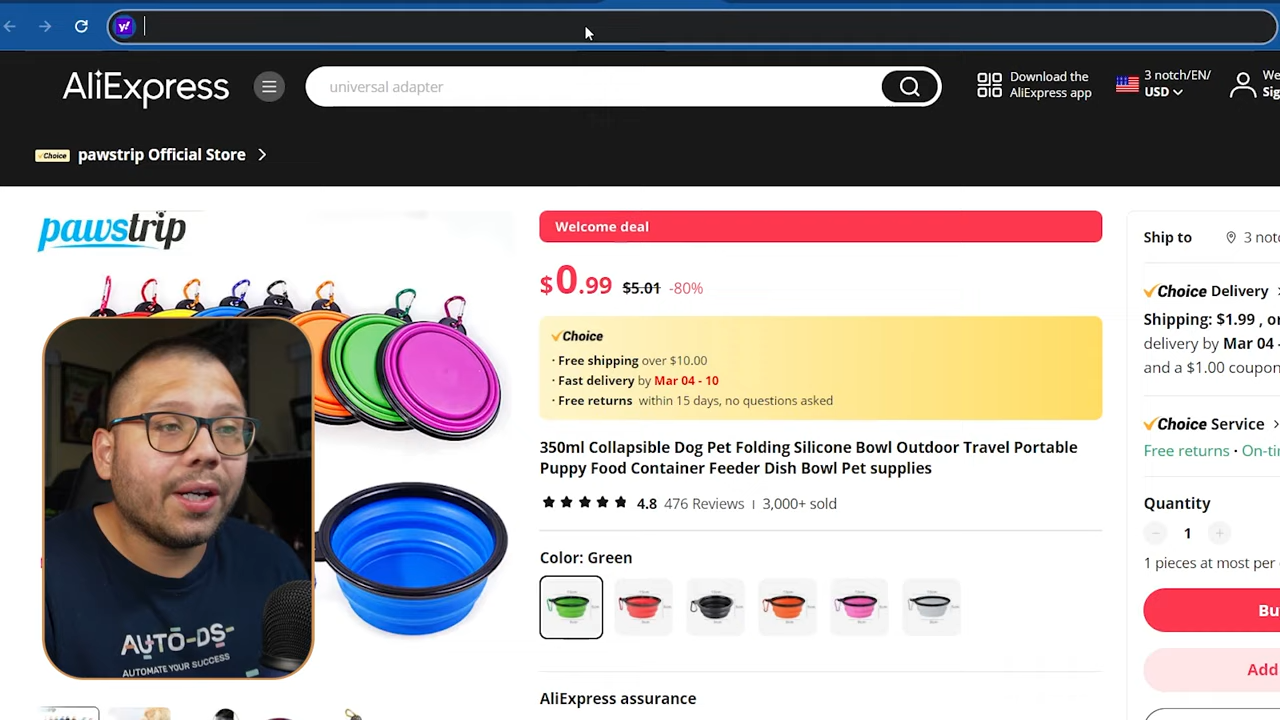 y!
AliExpress
universal adapter
Download the
AliExpress app
3 notch/EN/
USD
Choice
pawstrip Official Store
pawstrip
Welcome deal
$0.99 $5.01 -80%
Choice
· Free shipping over $10.00
· Fast delivery by Mar 04 - 10
· Free returns within 15 days, no questions asked
350ml Collapsible Dog Pet Folding Silicone Bowl Outdoor Travel Portable
Puppy Food Container Feeder Dish Bowl Pet supplies
4.8 476 Reviews 3,000+ sold
Color: Green
AliExpress assurance
Ship to
Choice Delivery
Shipping: $1.99 ,
delivery by Mar 04 -
and a $1.00
Choice Service
Free returns ·
Quantity
− 1 +
1 pieces at most per
Add
AUTO-DS-
AUTOMATE YOUR SUCCESS